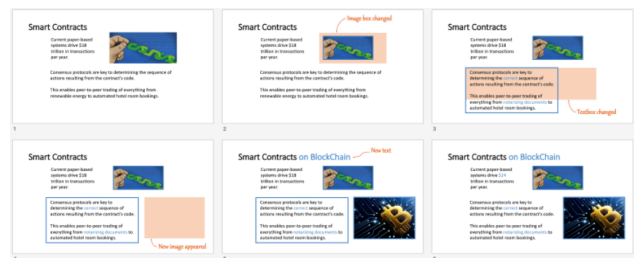 Smart Contracts
Current paper-based
systems drive $18
trillion in transactions
per year
Consensus protocols are key to determining the sequence of
actions resulting from the contract's code.
This enables peer-to-peer trading of everything from
renewable energy to automated hotel room bookings.
1
Image box changed
Smart Contracts
Current paper-based
systems drive $18
trillion in transactions
per year
Consensus protocols are key to determining the sequence of
actions resulting from the contract's code.
This enables peer-to-peer trading of everything from
renewable energy to automated hotel room bookings.
2
Smart Contracts
Current paper-based
systems drive $18
trillion in transactions
per year
Consensus protocols are key to
determining the correct sequence of
actions resulting from the contract's code.
This enables peer-to-peer trading of
everything from notarizing documents to
automated hotel room bookings.
Textbox changed
3
Smart Contracts
Current paper-based
systems drive $18
trillion in transactions
per year
Consensus protocols are key to
determining the correct sequence of
actions resulting from the contract's code.
This enables peer-to-peer trading of
everything from notarizing documents to
automated hotel room bookings.
New image appeared
Smart Contracts on BlockChain
New text
Current paper-based
systems drive $18
trillion in transactions
per year
Consensus protocols are key to
determining the correct sequence of
actions resulting from the contract's code.
This enables peer-to-peer trading of
everything from notarizing documents to
automated hotel room bookings.
Smart Contracts on BlockChain
Current paper-based
systems drive
trillion in transactions
per year
Consensus protocols are key to
determining the correct sequence of
actions resulting from the contract's code.
This enables peer-to-peer trading of
everything from notarizing documents to
automated hotel room bookings.